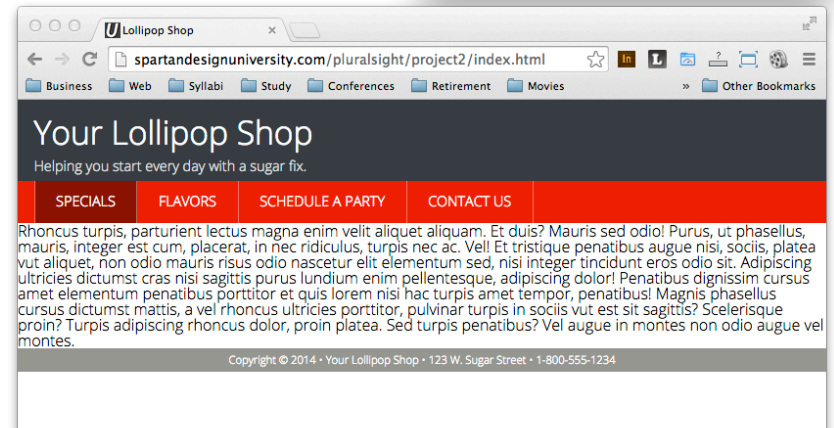 Lollipop Shop
spartandesignuniversity.com/pluralsight/project2/index.html
Business Web Syllabi Study Conferences Retirement Movies » Other Bookmarks
Your Lollipop Shop
Helping you start every day with a sugar fix.
SPECIALS FLAVORS SCHEDULE A PARTY CONTACT US
Rhoncus turpis, parturient lectus magna enim velit aliquet aliquam. Et duis? Mauris sed odio! Purus, ut phasellus,
mauris, integer est cum, placerat, in nec ridiculus, turpis nec ac. Vel! Et tristique penatibus augue nisi, sociis, platea
vut aliquet, non odio mauris risus odio nascetur elit elementum sed, nisi integer tincidunt eros odio sit. Adipiscing
ultricies dictumst cras nisi sagittis purus lundium enim pellentesque, adipiscing dolor! Penatibus dignissim cursus
amet elementum penatibus porttitor et quis lorem nisi hac turpis amet tempor, penatibus! Magnis phasellus
cursus dictumst mattis, a vel rhoncus ultricies porttitor, pulvinar turpis in sociis vut est sit sagittis? Scelerisque
proin? Turpis adipiscing rhoncus dolor, proin platea. Sed turpis penatibus? Vel augue in montes non odio augue vel
montes.
Copyright © 2014 • Your Lollipop Shop • 123 W. Sugar Street • 1-800-555-1234